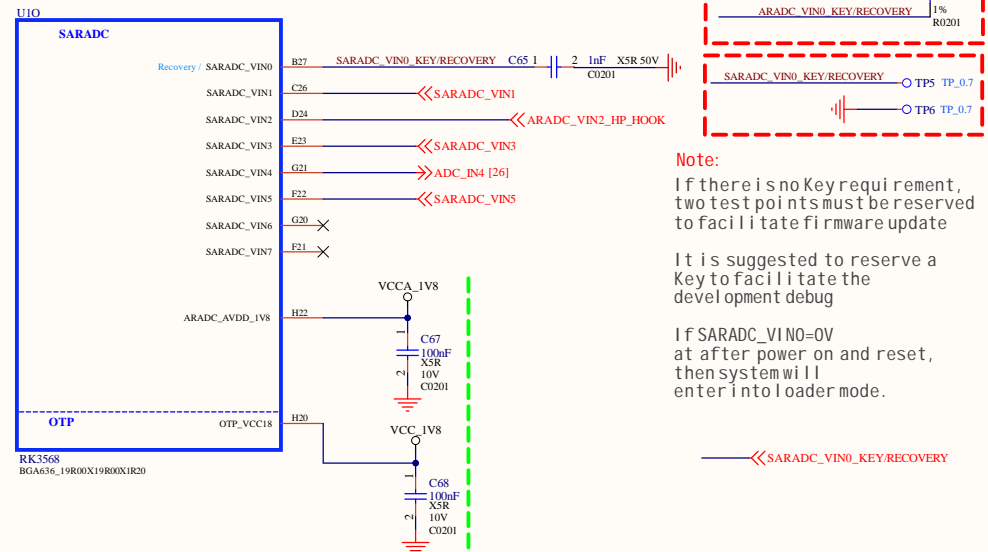 U1O
SARADC
Recovery / SARADC_VIN0 B27 SARADC_VIN0_KEY/RECOVERY C65 1 2 1nF X5R 50V
C0201
SARADC_VIN1 C26 SARADC_VIN1
SARADC_VIN2 D24 ARADC_VIN2_HP_HOOK
SARADC_VIN3 E23 SARADC_VIN3
SARADC_VIN4 G21 ADC_IN4 [26]
SARADC_VIN5 F22 SARADC_VIN5
SARADC_VIN6 G20
SARADC_VIN7 F21
VCCA_1V8
ARADC_AVDD_1V8 H22
1
C67
100nF
X5R
2 10V
C0201
OTP
OTP_VCC18 H20
VCC_1V8
RK3568
BGA636_19R00X19R00X1R20
1
C68
100nF
X5R
2 10V
C0201
ARADC_VIN0_KEY/RECOVERY 1%
R0201
SARADC_VIN0_KEY/RECOVERY TP5 TP_0.7
TP6 TP_0.7
Note:
If there is no Key requirement,
two test points must be reserved
to facilitate firmware update
It is suggested to reserve a
Key to facilitate the
development debug
If SARADC_VIN0=0V
at after power on and reset,
then system will
enter into loader mode.
SARADC_VIN0_KEY/RECOVERY